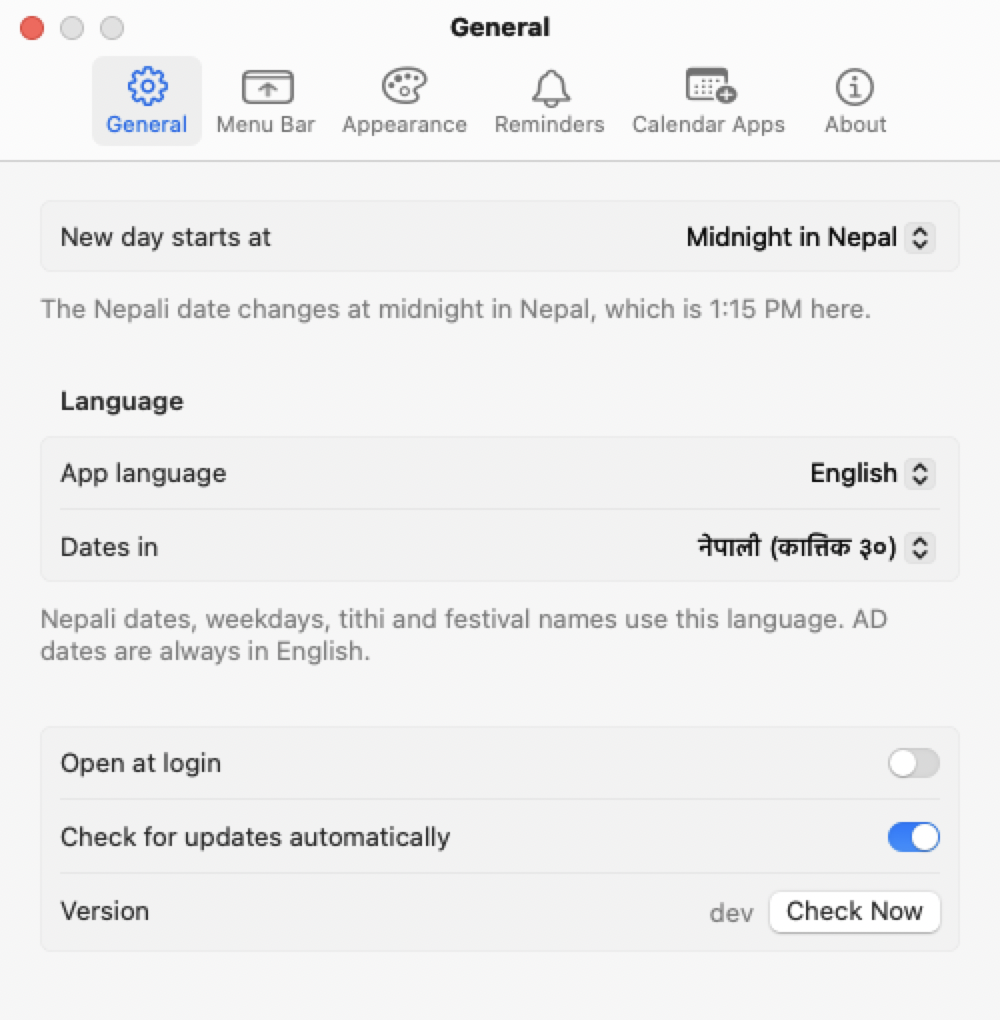 General
General
Menu Bar
Appearance
Reminders
Calendar Apps
About
New day starts at
Midnight in Nepal
The Nepali date changes at midnight in Nepal, which is 1:15 PM here.
Language
App language
English
Dates in
नेपाली (कात्तिक ३०)
Nepali dates, weekdays, tithi and festival names use this language. AD
dates are always in English.
Open at login
Check for updates automatically
Version
dev
Check Now